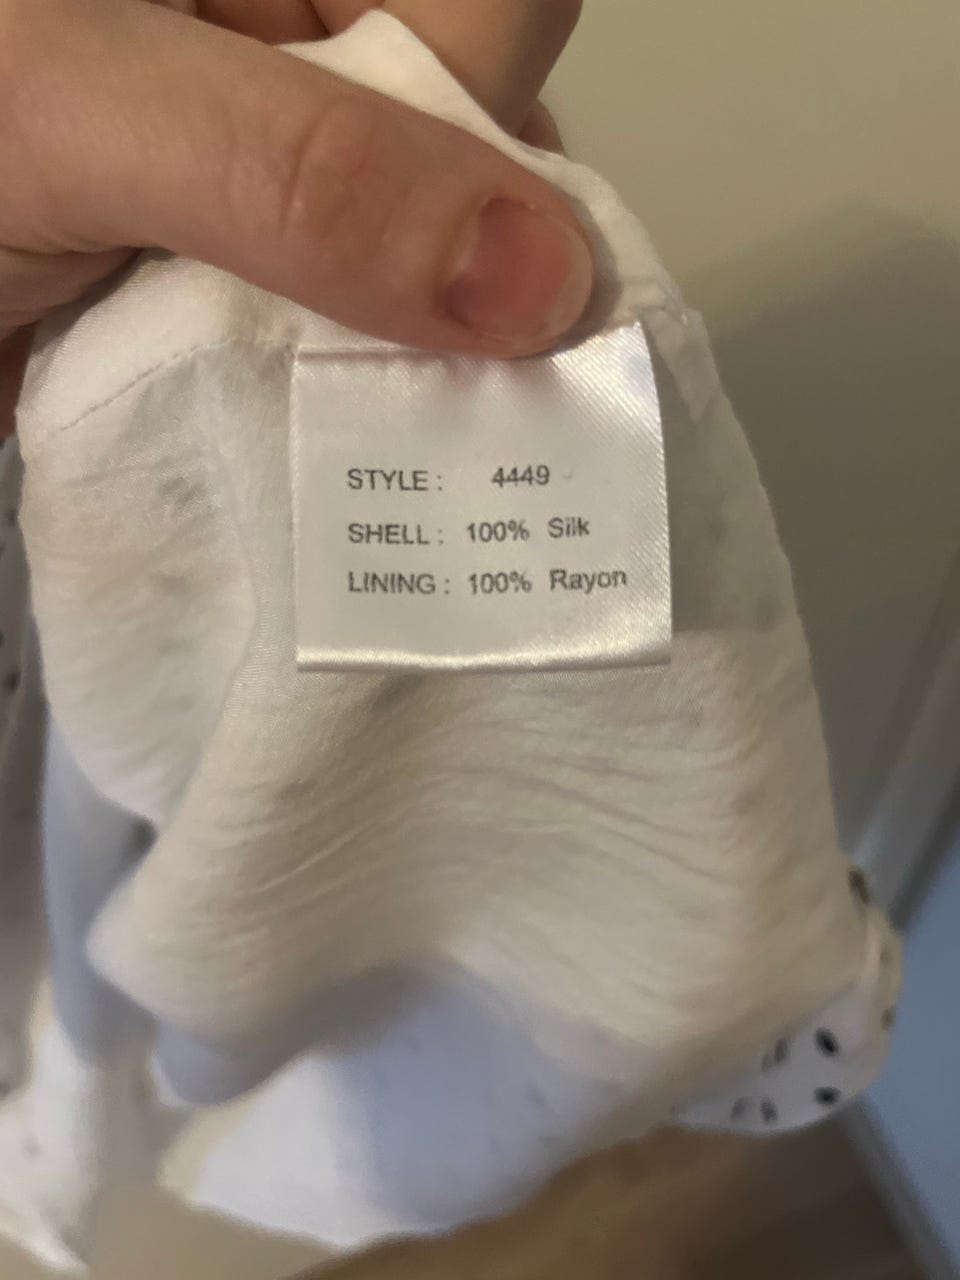 STYLE : 4449
SHELL : 100% Silk
LINING : 100% Rayon